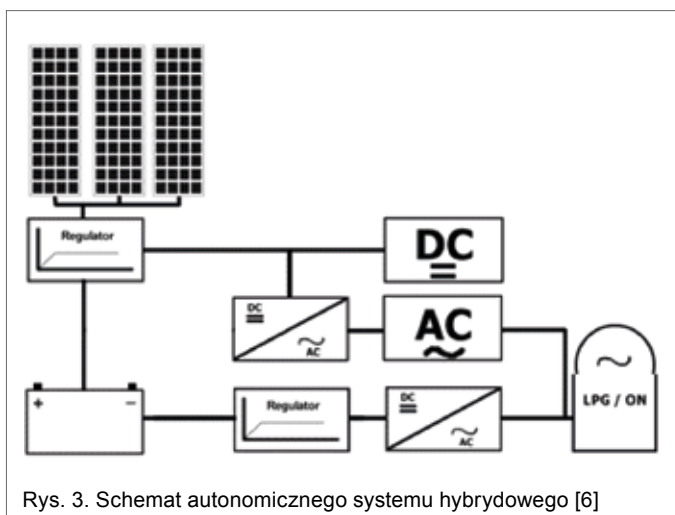 Regulator
DC
DC
AC
AC
LPG / ON
+ −
Regulator
DC
AC
Rys. 3. Schemat autonomicznego systemu hybrydowego [6]